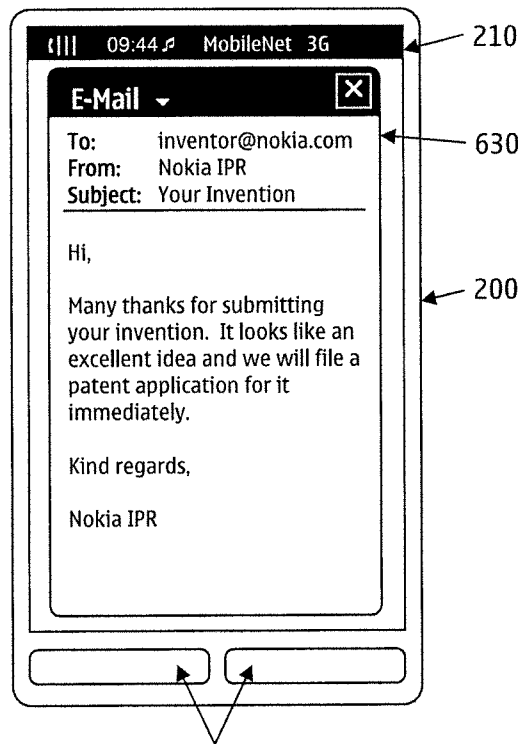 09:44 MobileNet 3G
210
E-Mail
630
To: inventor@nokia.com
From: Nokia IPR
Subject: Your Invention
Hi,
200
Many thanks for submitting
your invention. It looks like an
excellent idea and we will file a
patent application for it
immediately.
Kind regards,
Nokia IPR